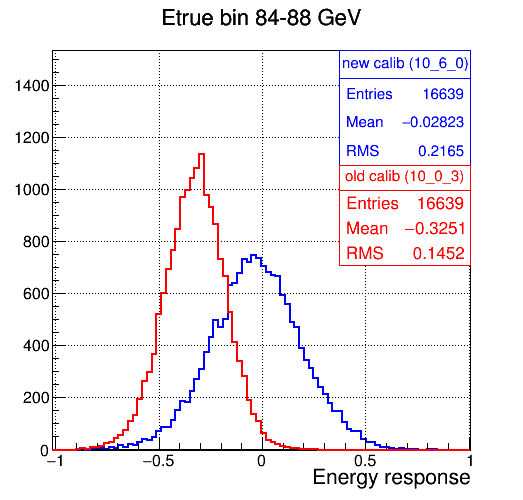 Etrue bin 84-88 GeV
new calib (10_6_0)
Entries 16639
Mean −0.02823
RMS 0.2165
old calib (10_0_3)
Entries 16639
Mean −0.3251
RMS 0.1452
1400
1200
1000
800
600
400
200
0
−1 −0.5 0 0.5 1
Energy response